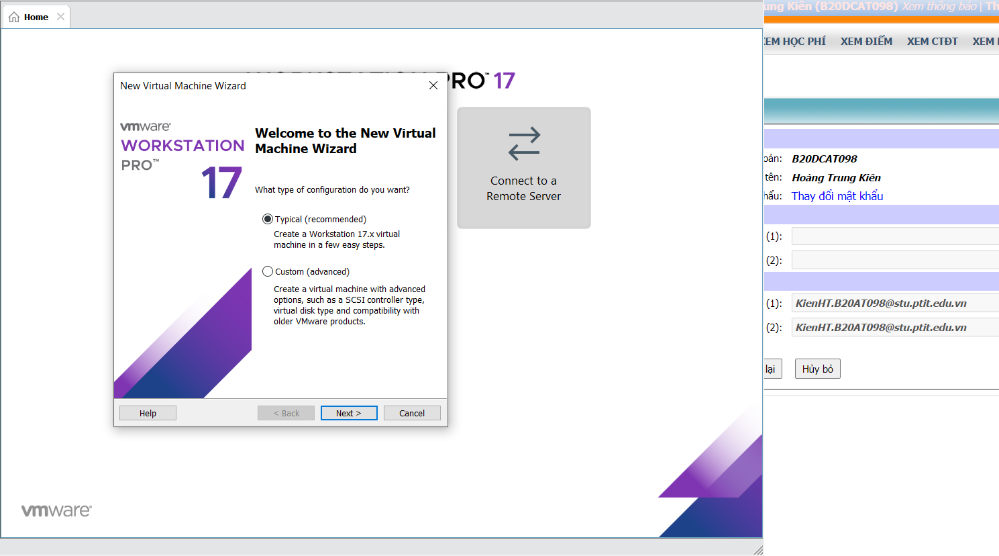 Home
PRO™ 17
New Virtual Machine Wizard
vmware
WORKSTATION
PRO™
17
Welcome to the New Virtual
Machine Wizard
What type of configuration do you want?
Typical (recommended)
Create a Workstation 17.x virtual
machine in a few easy steps.
Custom (advanced)
Create a virtual machine with advanced
options, such as a SCSI controller type,
virtual disk type and compatibility with
older VMware products.
Help
< Back
Next >
Cancel
Connect to a
Remote Server
vmware
Kiên (B20DCAT098) Xem thông báo | Th
HỌC PHÍ XEM ĐIỂM XEM CTĐT XEM
B20DCAT098
tên: Hoàng Trung Kiên
Thay đổi mật khẩu
(1):
(2):
(1): KienHT.B20AT098@stu.ptit.edu.vn
(2): KienHT.B20AT098@stu.ptit.edu.vn
lại Hủy bỏ